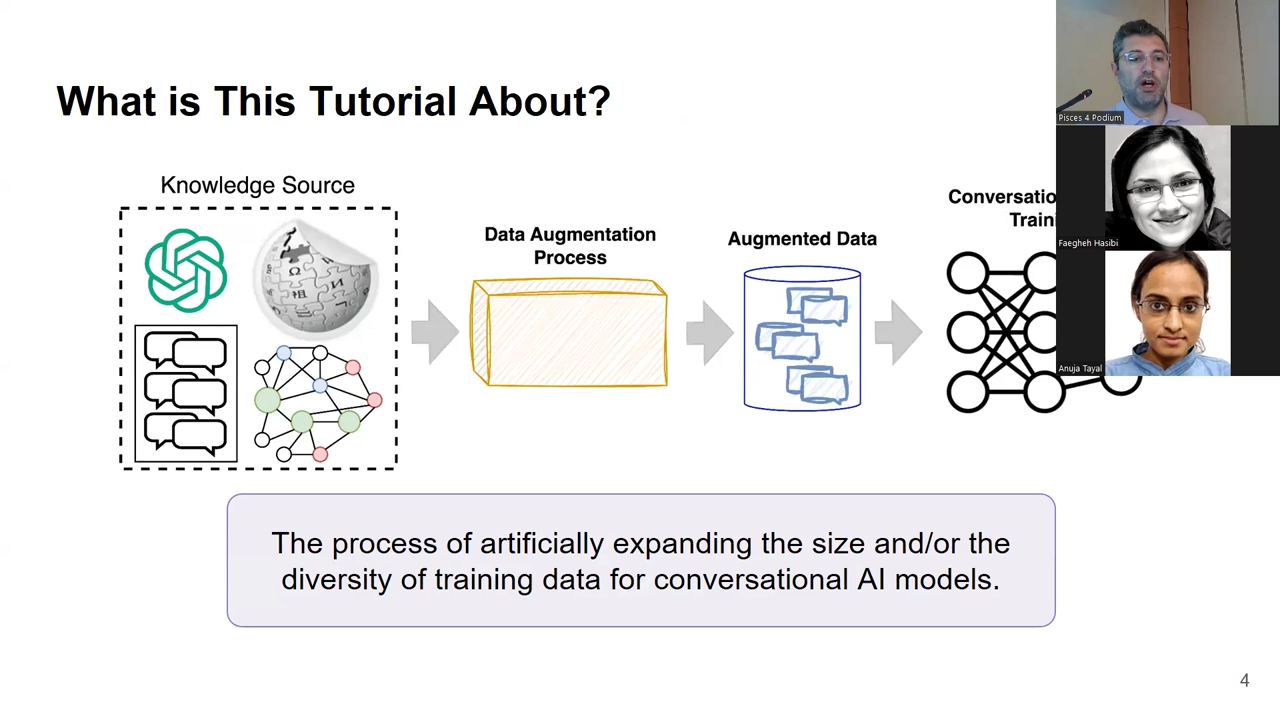 What is This Tutorial About?
Knowledge Source
Data Augmentation
Process
Augmented Data
The process of artificially expanding the size and/or the
diversity of training data for conversational AI models.
Pisces 4 Podium
Faegheh Hasibi
Anuja Tayal
4